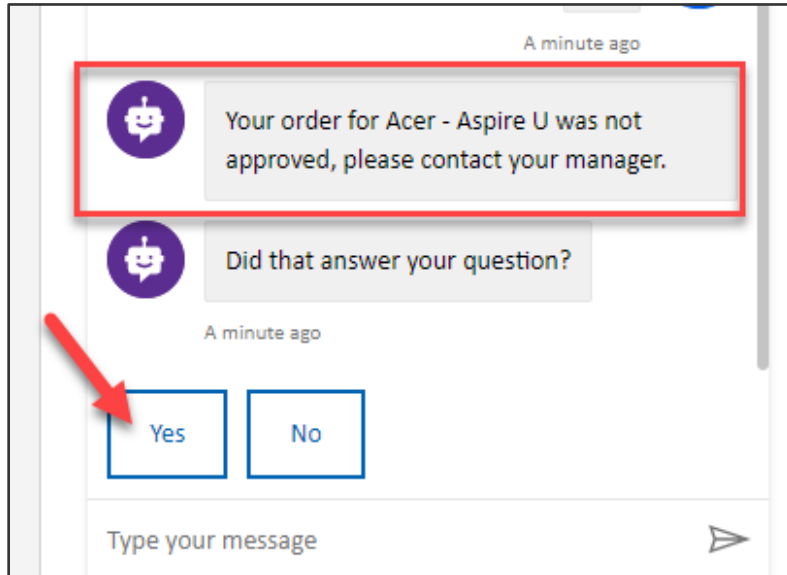 A minute ago
Your order for Acer - Aspire U was not
approved, please contact your manager.
Did that answer your question?
A minute ago
Yes
No
Type your message